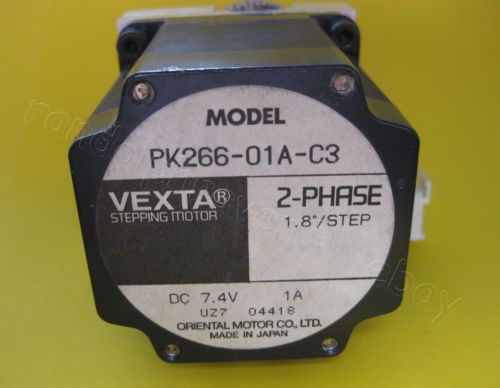 MODEL
PK266-01A-C3
VEXTA®
STEPPING MOTOR
2-PHASE
1.8°/STEP
DC 7.4V 1A
UZ7 04418
ORIENTAL MOTOR CO., LTD.
MADE IN JAPAN
ebay